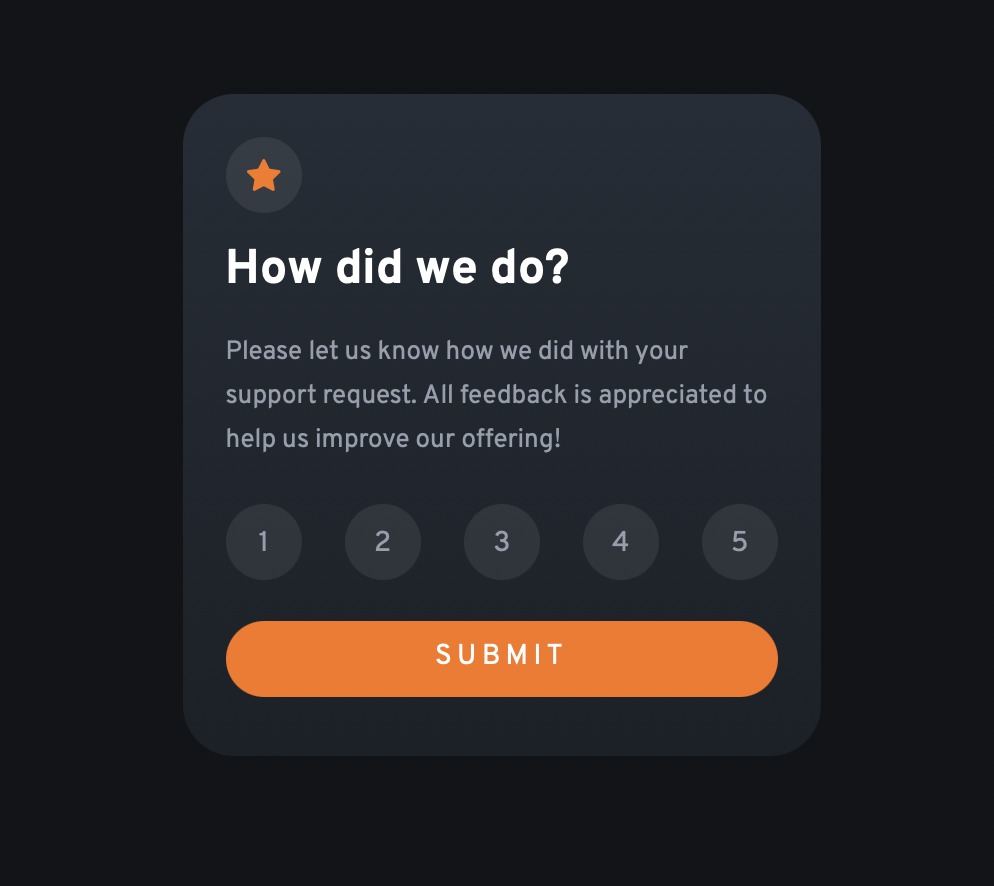 How did we do?
Please let us know how we did with your
support request. All feedback is appreciated to
help us improve our offering!
1 2 3 4 5
SUBMIT